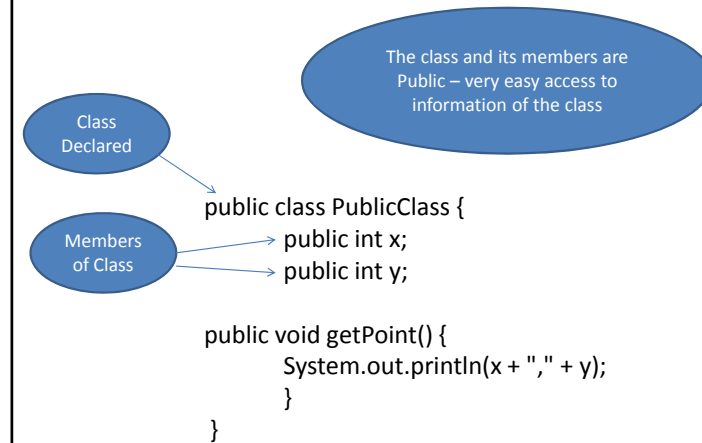 The class and its members are
Public – very easy access to
information of the class
Class
Declared
public class PublicClass {
Members
of Class
public int x;
public int y;
public void getPoint() {
System.out.println(x + "," + y);
}
}